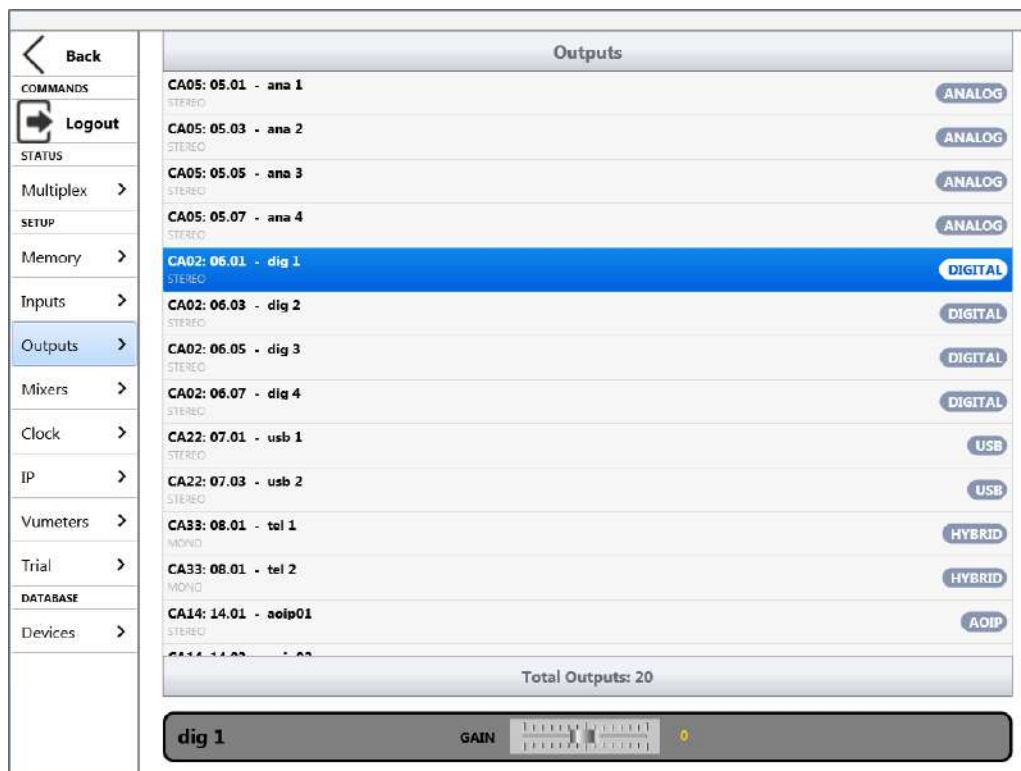 Back
COMMANDS
Logout
STATUS
Multiplex
SETUP
Memory
Inputs
Outputs
Mixers
Clock
IP
Vumeters
Trial
DATABASE
Devices
Outputs
CA05: 05.01 - ana 1
STEREO
ANALOG
CA05: 05.03 - ana 2
STEREO
ANALOG
CA05: 05.05 - ana 3
STEREO
ANALOG
CA05: 05.07 - ana 4
STEREO
ANALOG
CA02: 06.01 - dig 1
STEREO
DIGITAL
CA02: 06.03 - dig 2
STEREO
DIGITAL
CA02: 06.05 - dig 3
STEREO
DIGITAL
CA02: 06.07 - dig 4
STEREO
DIGITAL
CA22: 07.01 - usb 1
STEREO
USB
CA22: 07.03 - usb 2
STEREO
USB
CA33: 08.01 - tel 1
MONO
HYBRID
CA33: 08.01 - tel 2
MONO
HYBRID
CA14: 14.01 - aoip01
STEREO
AOIP
Total Outputs: 20
dig 1
GAIN
0